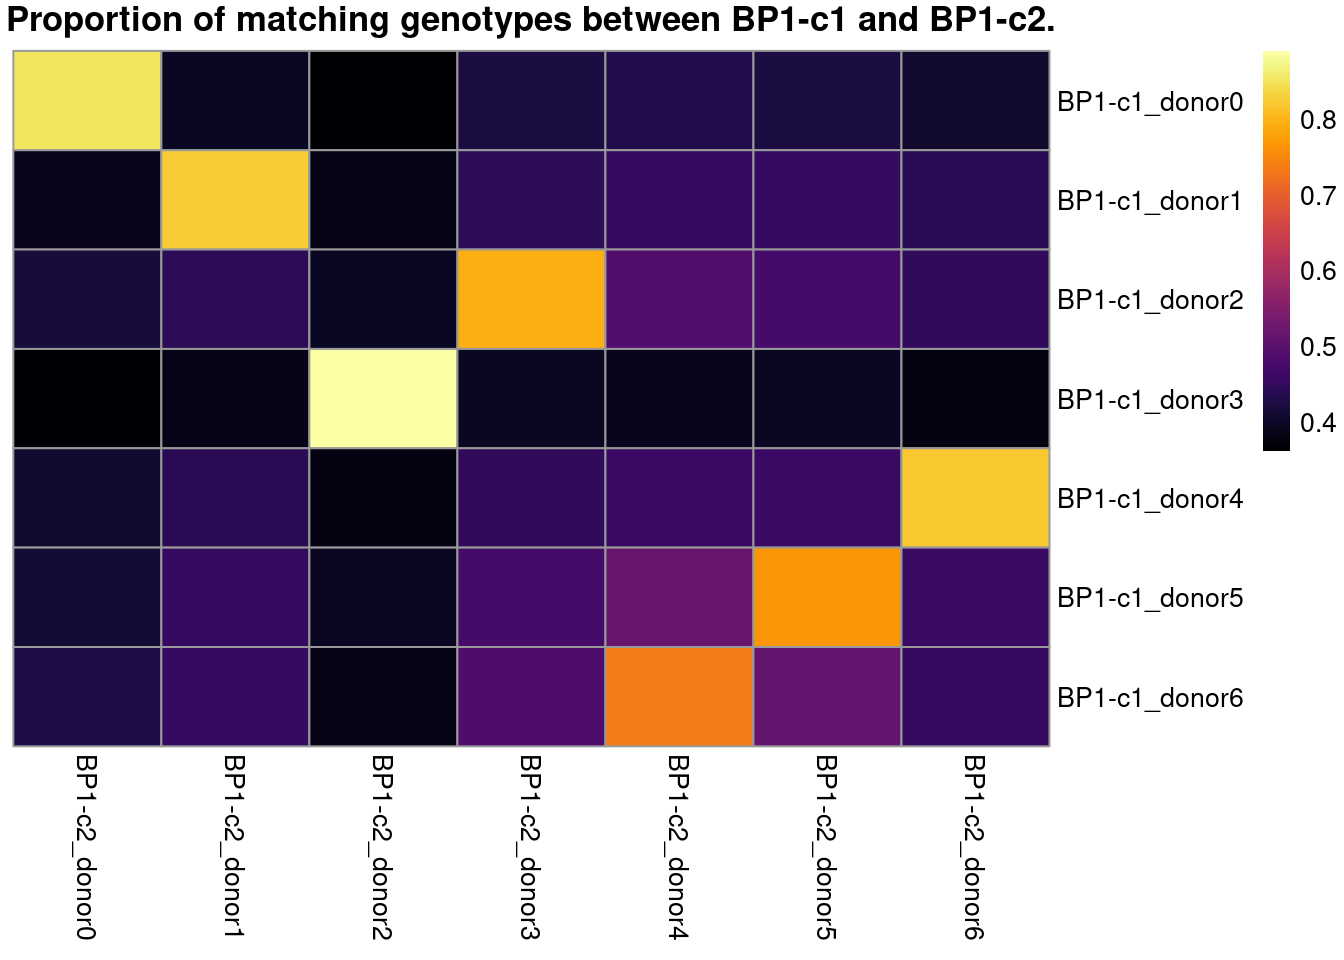 Proportion of matching genotypes between BP1-c1 and BP1-c2.
BP1-c1_donor0
BP1-c1_donor1
BP1-c1_donor2
BP1-c1_donor3
BP1-c1_donor4
BP1-c1_donor5
BP1-c1_donor6
0.8
0.7
0.6
0.5
0.4
BP1-c2_donor0
BP1-c2_donor1
BP1-c2_donor2
BP1-c2_donor3
BP1-c2_donor4
BP1-c2_donor5
BP1-c2_donor6